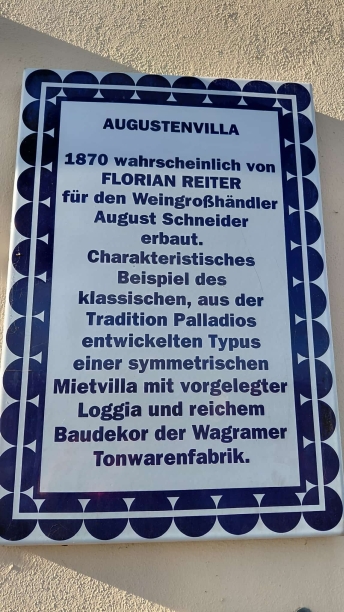 AUGUSTENVILLA
1870 wahrscheinlich von
FLORIAN REITER
für den Weingroßhändler
August Schneider
erbaut.
Charakteristisches
Beispiel des
klassischen, aus der
Tradition Palladios
entwickelten Typus
einer symmetrischen
Mietvilla mit vorgelegter
Loggia und reichem
Baudekor der Wagramer
Tonwarenfabrik.